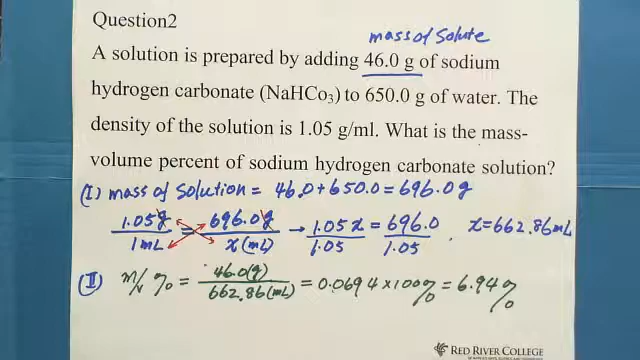 Question2
mass of Solute
A solution is prepared by adding 46.0 g of sodium
hydrogen carbonate (NaHCO₃) to 650.0 g of water. The
density of the solution is 1.05 g/ml. What is the mass-
volume percent of sodium hydrogen carbonate solution?
(I) mass of solution = 46.0 + 650.0 = 696.0g
1.05g / 1mL = 696.0g / x(mL) → 1.05x / 1.05 = 696.0 / 1.05 . x = 662.86mL
(II) m/v % = 46.0(g) / 662.86(mL) = 0.0694 × 100% = 6.94%
RED RIVER COLLEGE